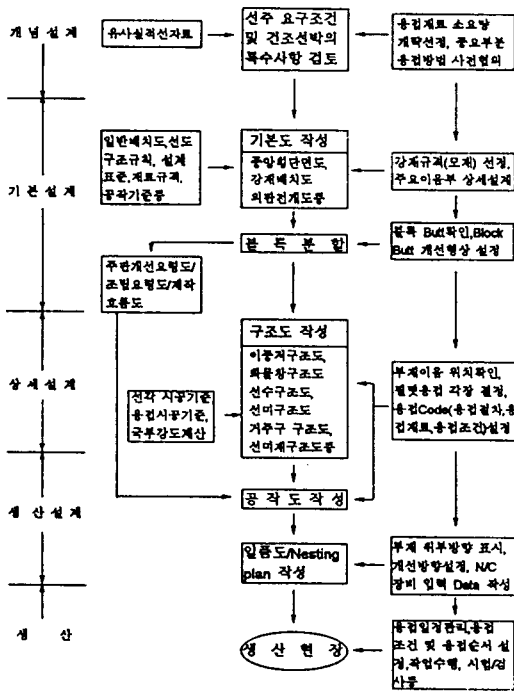 개념설계
유사실적선자료
선주 요구조건
및 건조선박의
특수사항 검토
용접재료 소요량
개략선정, 중요부분
용접방법 사전협의
기본설계
일반배치도,선도
구조규칙, 설계
표준,재료규격,
공작기준등
기본도 작성
중앙횡단면도,
강재배치도
외판전개도등
강재규격(모재) 선정,
주요이음부 상세설계
블록분할
블록 Butt확인,Block
Butt 개선형상 설정
주판개선요령도/
조립요령도/제작
흐름도
상세설계
선각 시공기준
용접시공기준,
국부강도계산
구조도 작성
이중저구조도,
화물창구조도
선수구조도,
선미구조도
거주구 구조도,
선미재구조도등
부재이음 위치확인,
필렛용접 각장 결정,
용접Code(용접절차,용
접재료,용접조건)설정
생산설계
공작도작성
일품도/Nesting
plan 작성
부재 취부방향 표시,
개선방향설정, N/C
장비 입력 Data 작성
생산
생산현장
용접일정관리,용접
조건 및 용접순서 설
정,작업수행, 시험/검
사등